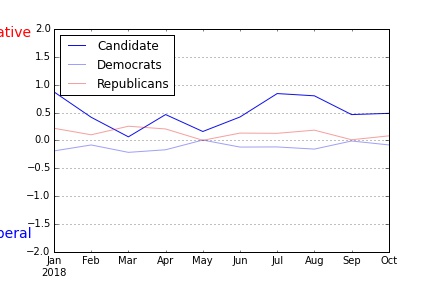 ative
beral
2.0
1.5
1.0
0.5
0.0
−0.5
−1.0
−1.5
−2.0
Candidate
Democrats
Republicans
Jan Feb Mar Apr May Jun Jul Aug Sep Oct
2018